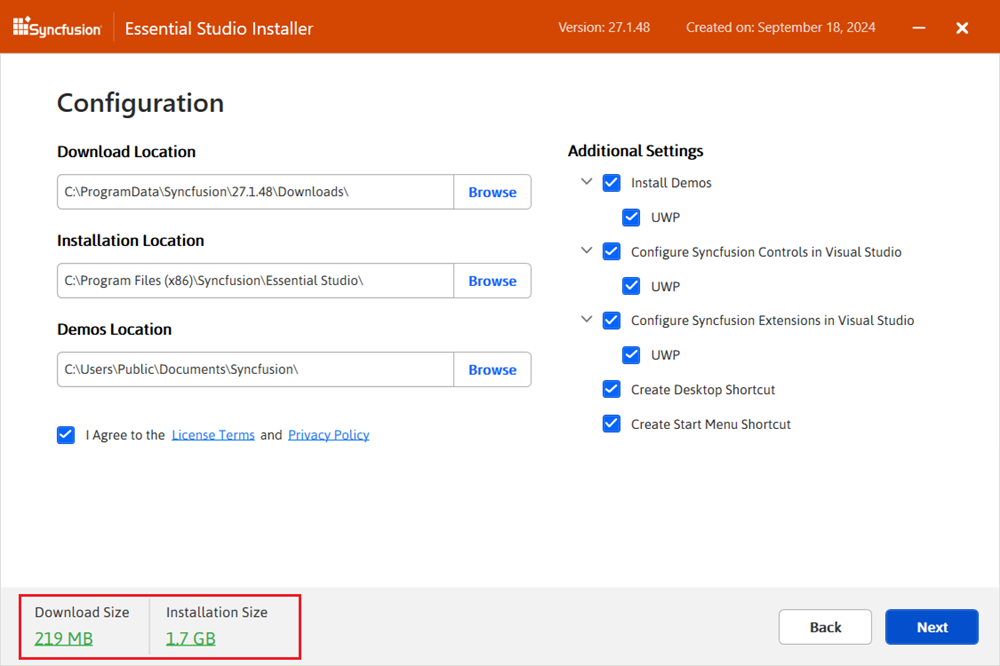 Syncfusion Essential Studio Installer Version: 27.1.48 Created on: September 18, 2024
Configuration
Download Location
C:\ProgramData\Syncfusion\27.1.48\Downloads\ Browse
Installation Location
C:\Program Files (x86)\Syncfusion\Essential Studio\ Browse
Demos Location
C:\Users\Public\Documents\Syncfusion\ Browse
I Agree to the License Terms and Privacy Policy
Additional Settings
Install Demos
UWP
Configure Syncfusion Controls in Visual Studio
UWP
Configure Syncfusion Extensions in Visual Studio
UWP
Create Desktop Shortcut
Create Start Menu Shortcut
Download Size Installation Size
219 MB 1.7 GB
Back Next